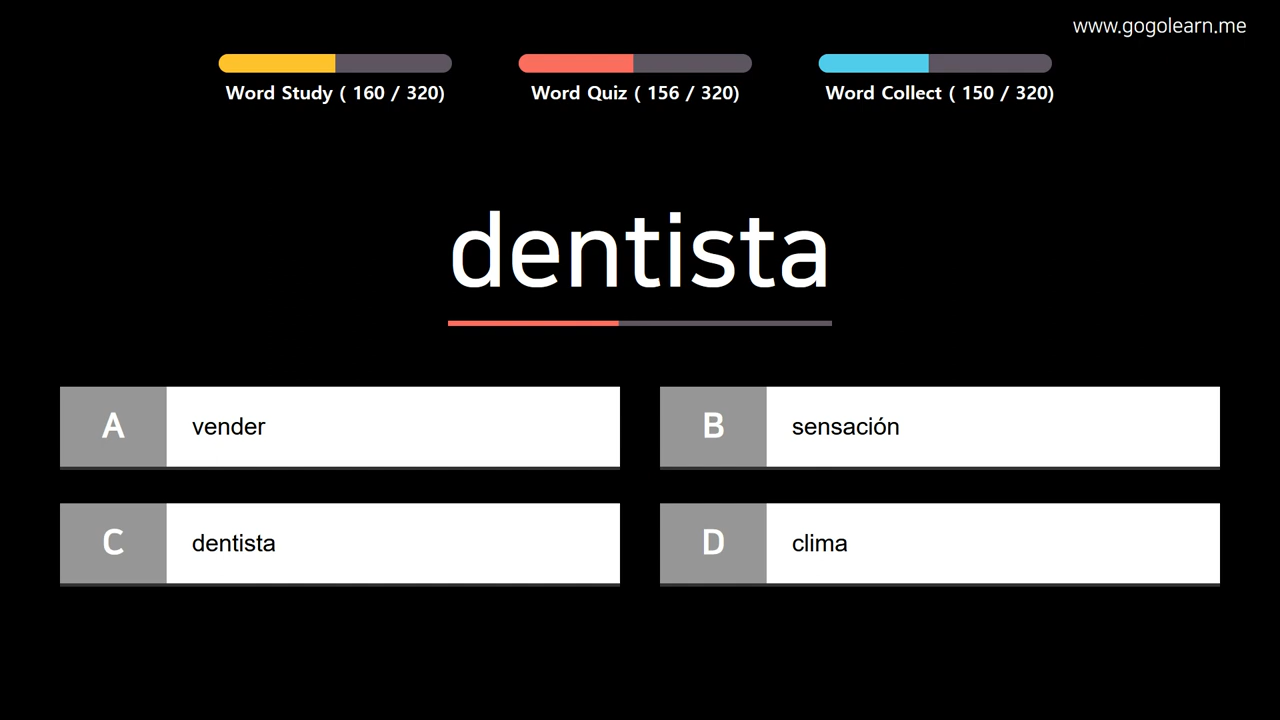 www.gogolearn.me
Word Study ( 160 / 320)
Word Quiz ( 156 / 320)
Word Collect ( 150 / 320)
dentista
A vender
B sensación
C dentista
D clima